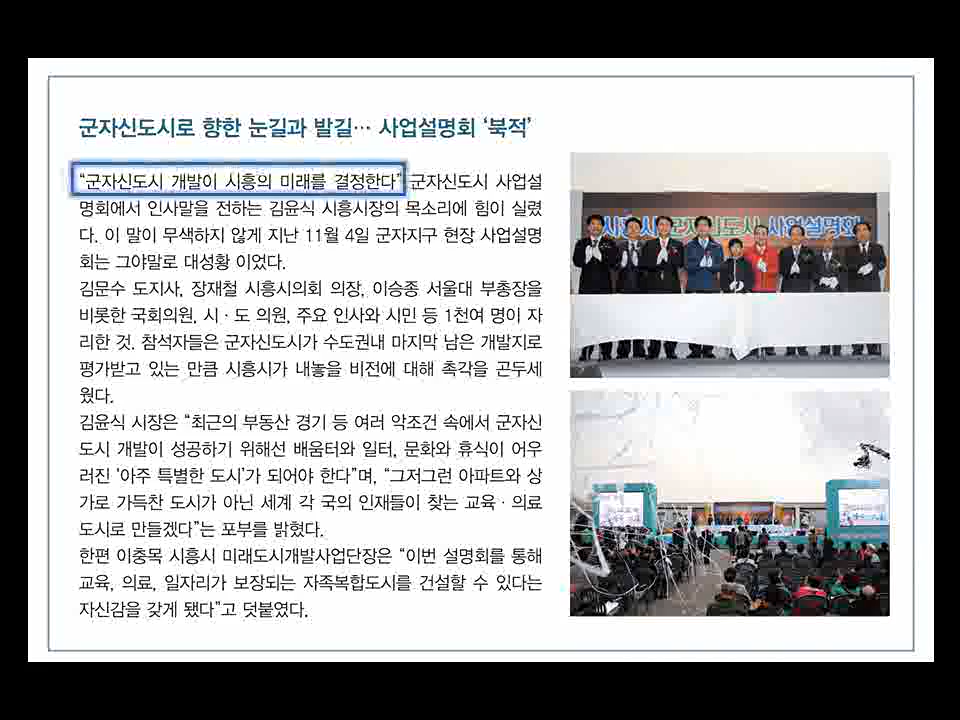 군자신도시로 향한 눈길과 발길… 사업설명회 ‘북적’
“군자신도시 개발이 시흥의 미래를 결정한다” 군자신도시 사업설
명회에서 인사말을 전하는 김윤식 시흥시장의 목소리에 힘이 실렸
다. 이 말이 무색하지 않게 지난 11월 4일 군자지구 현장 사업설명
회는 그야말로 대성황 이었다.
김문수 도지사, 장재철 시흥시의회 의장, 이승종 서울대 부총장을
비롯한 국회의원, 시 · 도 의원, 주요 인사와 시민 등 1천여 명이 자
리한 것. 참석자들은 군자신도시가 수도권내 마지막 남은 개발지로
평가받고 있는 만큼 시흥시가 내놓을 비전에 대해 촉각을 곤두세
웠다.
김윤식 시장은 “최근의 부동산 경기 등 여러 악조건 속에서 군자신
도시 개발이 성공하기 위해선 배움터와 일터, 문화와 휴식이 어우
러진 ‘아주 특별한 도시’가 되어야 한다”며, “그저그런 아파트와 상
가로 가득찬 도시가 아닌 세계 각 국의 인재들이 찾는 교육 · 의료
도시로 만들겠다”는 포부를 밝혔다.
한편 이충목 시흥시 미래도시개발사업단장은 “이번 설명회를 통해
교육, 의료, 일자리가 보장되는 자족복합도시를 건설할 수 있다는
자신감을 갖게 됐다”고 덧붙였다.
시흥시 군자신도시 사업설명회